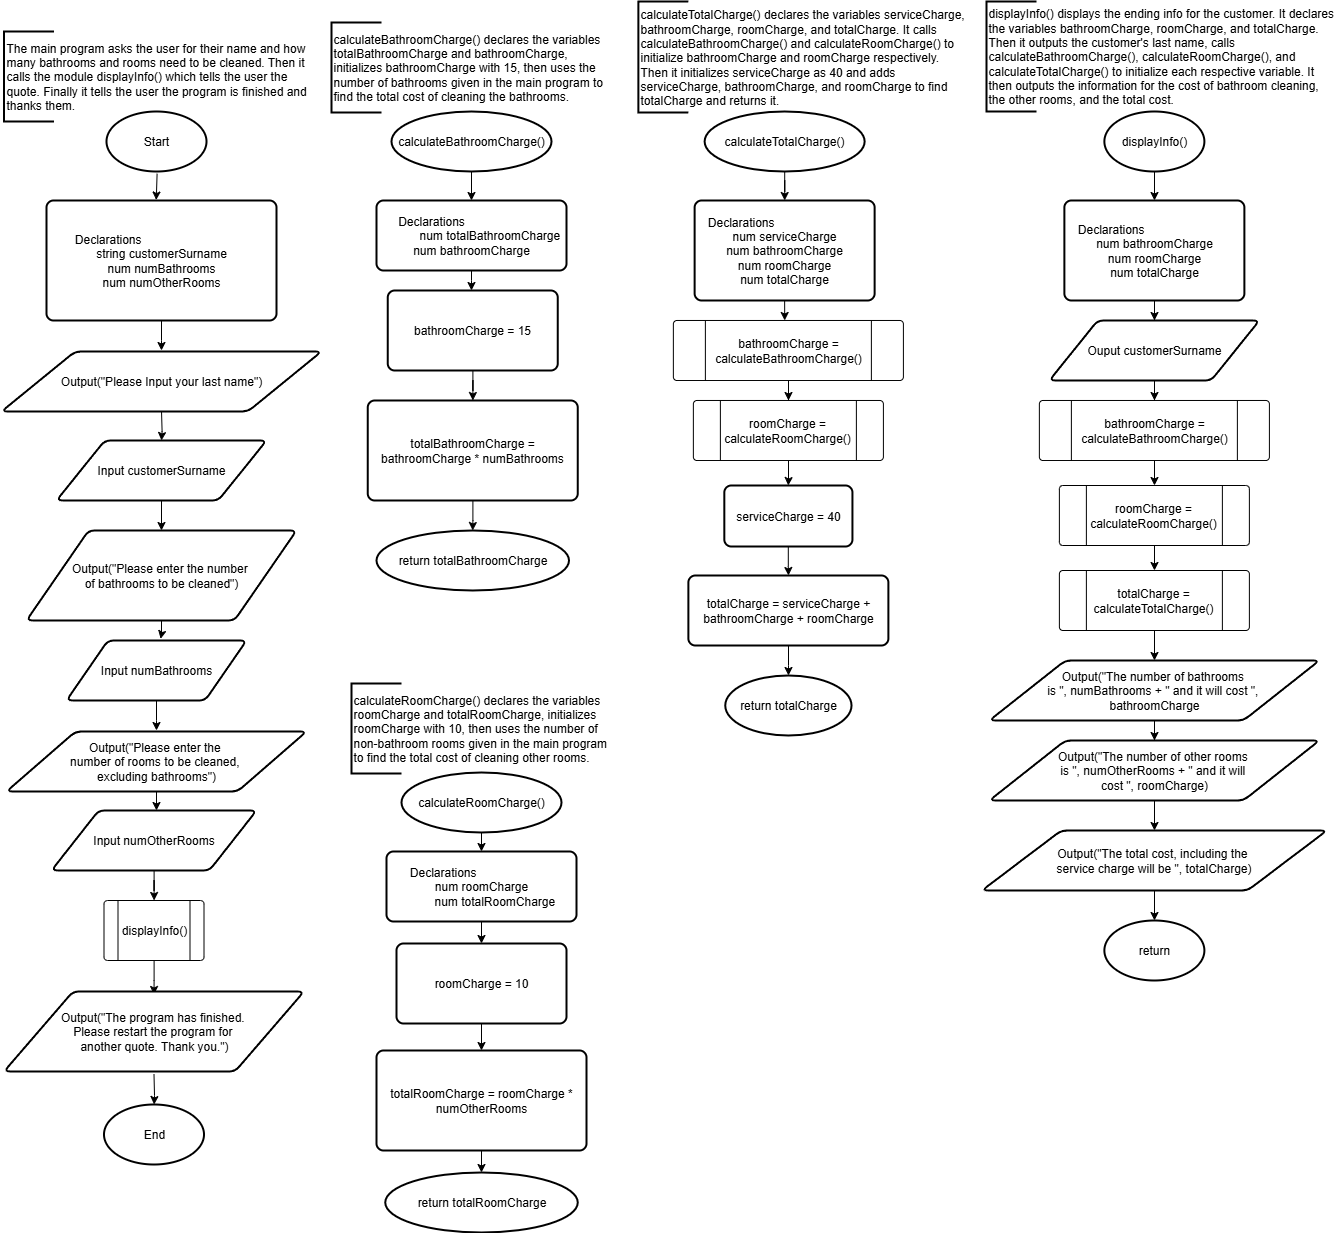 The main program asks the user for their name and how
many bathrooms and rooms need to be cleaned. Then it
calls the module displayInfo() which tells the user the
quote. Finally it tells the user the program is finished and
thanks them.
Start
Declarations
string customerSurname
num numBathrooms
num numOtherRooms
Output("Please Input your last name")
Input customerSurname
Output("Please enter the number
of bathrooms to be cleaned")
Input numBathrooms
Output("Please enter the
number of rooms to be cleaned,
excluding bathrooms")
Input numOtherRooms
displayInfo()
Output("The program has finished.
Please restart the program for
another quote. Thank you.")
End
calculateBathroomCharge() declares the variables
totalBathroomCharge and bathroomCharge,
initializes bathroomCharge with 15, then uses the
number of bathrooms given in the main program to
find the total cost of cleaning the bathrooms.
calculateBathroomCharge()
Declarations
num totalBathroomCharge
num bathroomCharge
bathroomCharge = 15
totalBathroomCharge =
bathroomCharge * numBathrooms
return totalBathroomCharge
calculateRoomCharge() declares the variables
roomCharge and totalRoomCharge, initializes
roomCharge with 10, then uses the number of
non-bathroom rooms given in the main program
to find the total cost of cleaning other rooms.
calculateRoomCharge()
Declarations
num roomCharge
num totalRoomCharge
roomCharge = 10
totalRoomCharge = roomCharge *
numOtherRooms
return totalRoomCharge
calculateTotalCharge() declares the variables serviceCharge,
bathroomCharge, roomCharge, and totalCharge. It calls
calculateBathroomCharge() and calculateRoomCharge() to
initialize bathroomCharge and roomCharge respectively.
Then it initializes serviceCharge as 40 and adds
serviceCharge, bathroomCharge, and roomCharge to find
totalCharge and returns it.
calculateTotalCharge()
Declarations
num serviceCharge
num bathroomCharge
num roomCharge
num totalCharge
bathroomCharge =
calculateBathroomCharge()
roomCharge =
calculateRoomCharge()
serviceCharge = 40
totalCharge = serviceCharge +
bathroomCharge + roomCharge
return totalCharge
displayInfo() displays the ending info for the customer. It declares
the variables bathroomCharge, roomCharge, and totalCharge.
Then it outputs the customer's last name, calls
calculateBathroomCharge(), calculateRoomCharge(), and
calculateTotalCharge() to initialize each respective variable. It
then outputs the information for the cost of bathroom cleaning,
the other rooms, and the total cost.
displayInfo()
Declarations
num bathroomCharge
num roomCharge
num totalCharge
Ouput customerSurname
bathroomCharge =
calculateBathroomCharge()
roomCharge =
calculateRoomCharge()
totalCharge =
calculateTotalCharge()
Output("The number of bathrooms
is ", numBathrooms + " and it will cost ",
bathroomCharge
Output("The number of other rooms
is ", numOtherRooms + " and it will
cost ", roomCharge)
Output("The total cost, including the
service charge will be ", totalCharge)
return